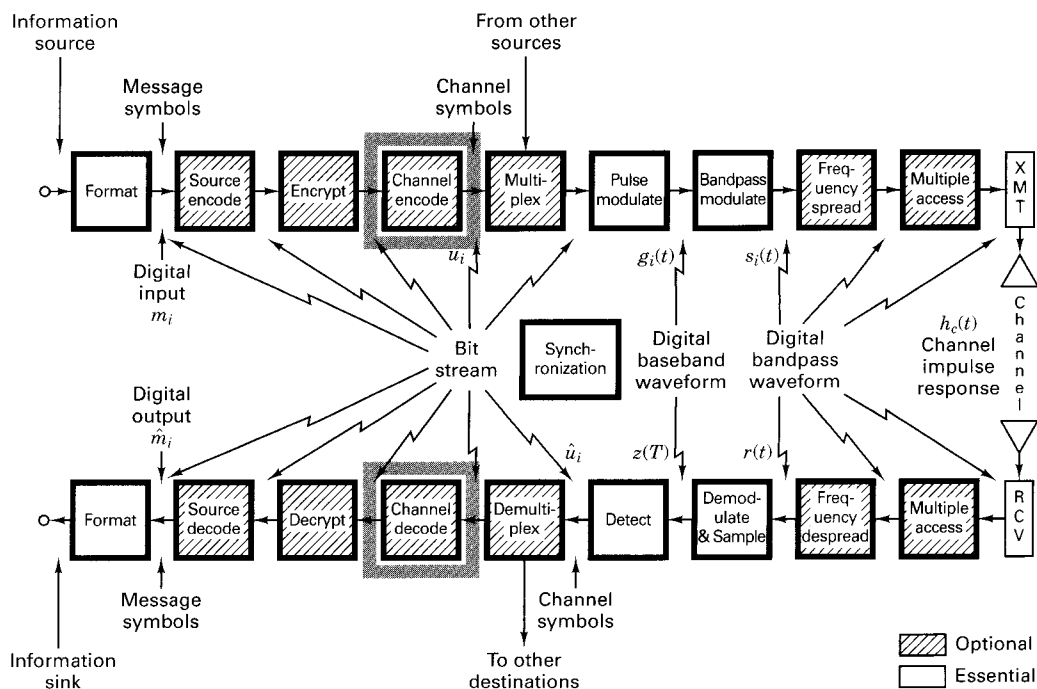 Information
source
From other
sources
Message
symbols
Channel
symbols
Format
Source
encode
Encrypt
Channel
encode
Multi-
plex
Pulse
modulate
Bandpass
modulate
Freq-
uency
spread
Multiple
access
X
M
T
Digital
input
m_i
u_i
g_i(t)
s_i(t)
Bit
stream
Synch-
ronization
Digital
baseband
waveform
Digital
bandpass
waveform
h_c(t)
Channel
impulse
response
C
h
a
n
n
e
l
Digital
output
m̂_i
û_i
z(T)
r(t)
Format
Source
decode
Decrypt
Channel
decode
Demulti-
plex
Detect
Demod-
ulate
& Sample
Freq-
uency
despread
Multiple
access
R
C
V
Message
symbols
Channel
symbols
Information
sink
To other
destinations
Optional
Essential